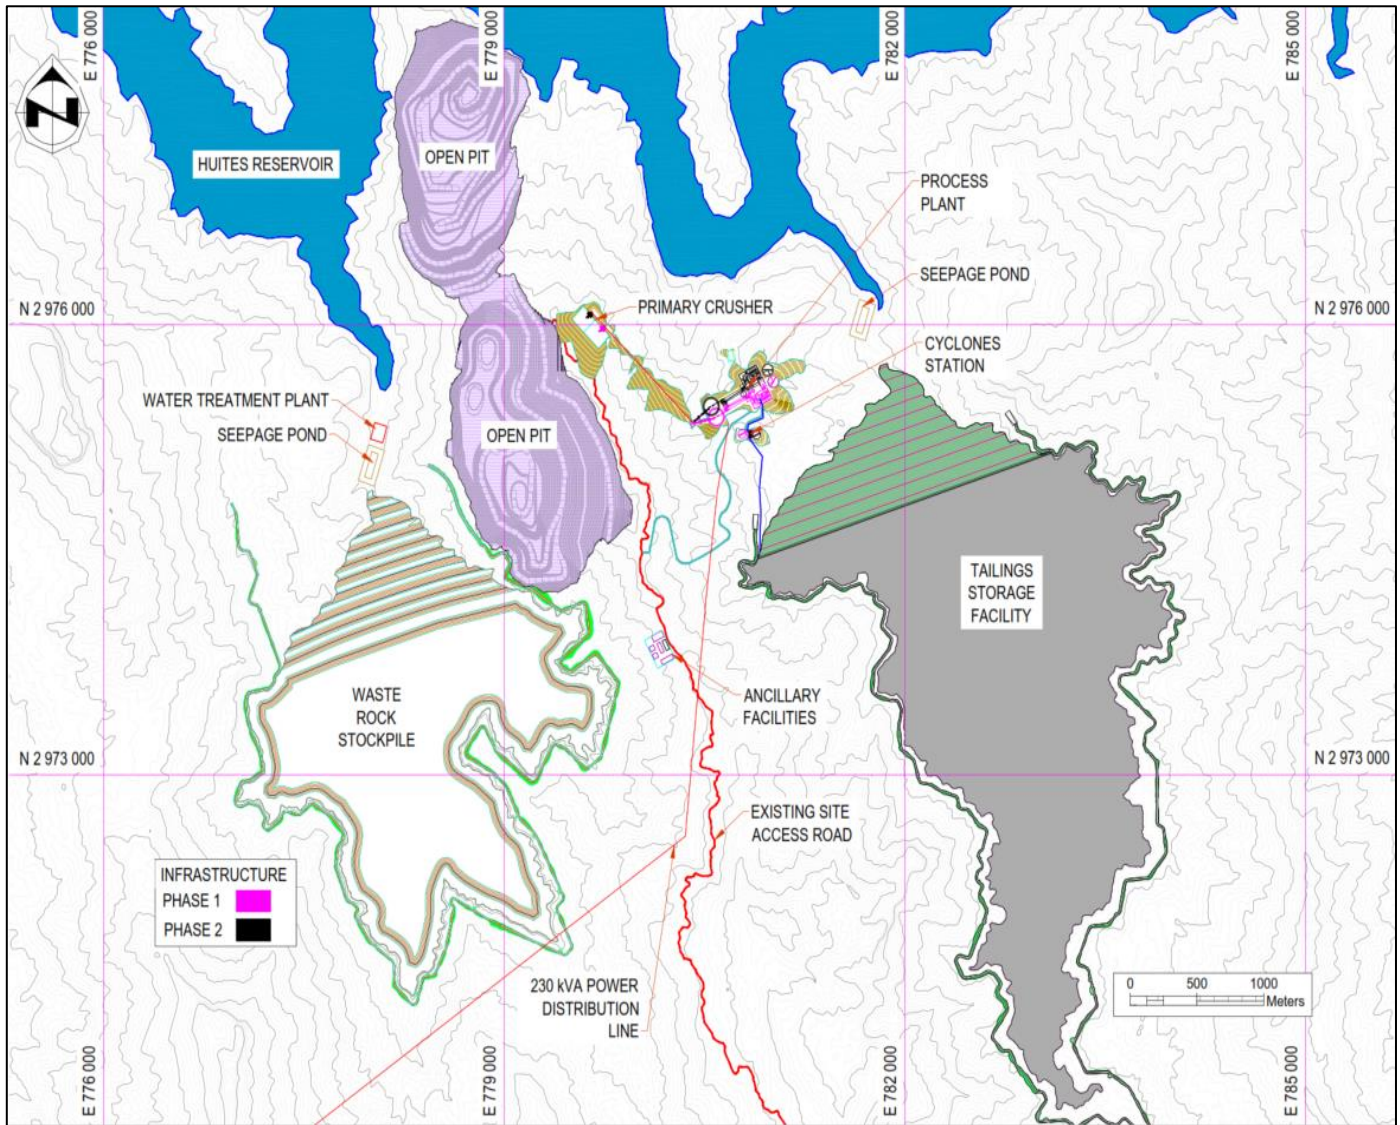 E 776 000
E 779 000
E 782 000
E 785 000
N
HUITES RESERVOIR
OPEN PIT
PROCESS
PLANT
SEEPAGE POND
N 2 976 000
PRIMARY CRUSHER
N 2 976 000
CYCLONES
STATION
WATER TREATMENT PLANT
SEEPAGE POND
OPEN PIT
TAILINGS
STORAGE
FACILITY
WASTE
ROCK
STOCKPILE
ANCILLARY
FACILITIES
N 2 973 000
N 2 973 000
EXISTING SITE
ACCESS ROAD
INFRASTRUCTURE
PHASE 1
PHASE 2
230 kVA POWER
DISTRIBUTION
LINE
0 500 1000
Meters
E 776 000
E 779 000
E 782 000
E 785 000